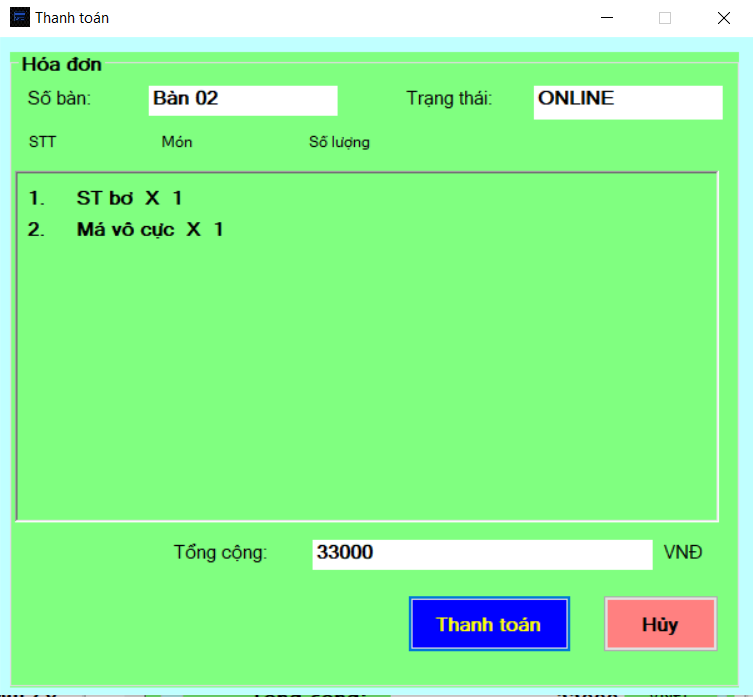 Thanh toán
Hóa đơn
Số bàn: Bàn 02 Trạng thái: ONLINE
STT Món Số lượng
1. ST bơ X 1
2. Má vô cực X 1
Tổng cộng: 33000 VNĐ
Thanh toán Hủy